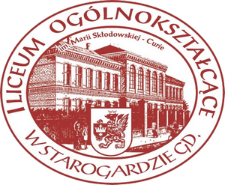 I LICEUM OGÓLNOKSZTAŁCĄCE
im. Marii Skłodowskiej - Curie
W STAROGARDZIE GD.